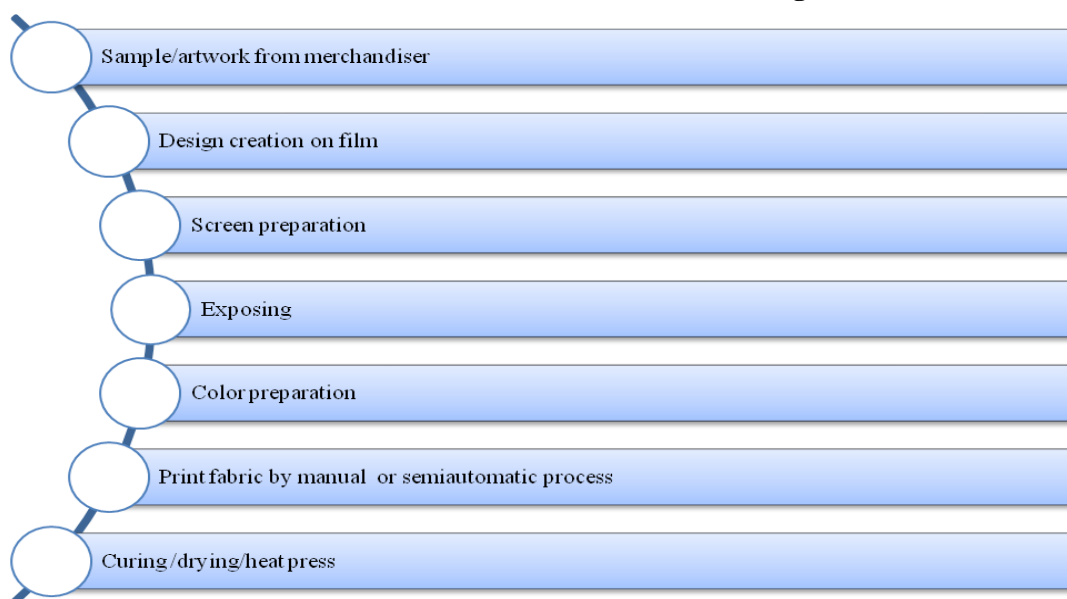 Sample/artwork from merchandiser
Design creation on film
Screen preparation
Exposing
Color preparation
Print fabric by manual or semiautomatic process
Curing/drying/heat press